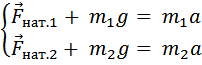 F⃗нат.1 + m₁g = m₁a
F⃗нат.2 + m₂g = m₂a